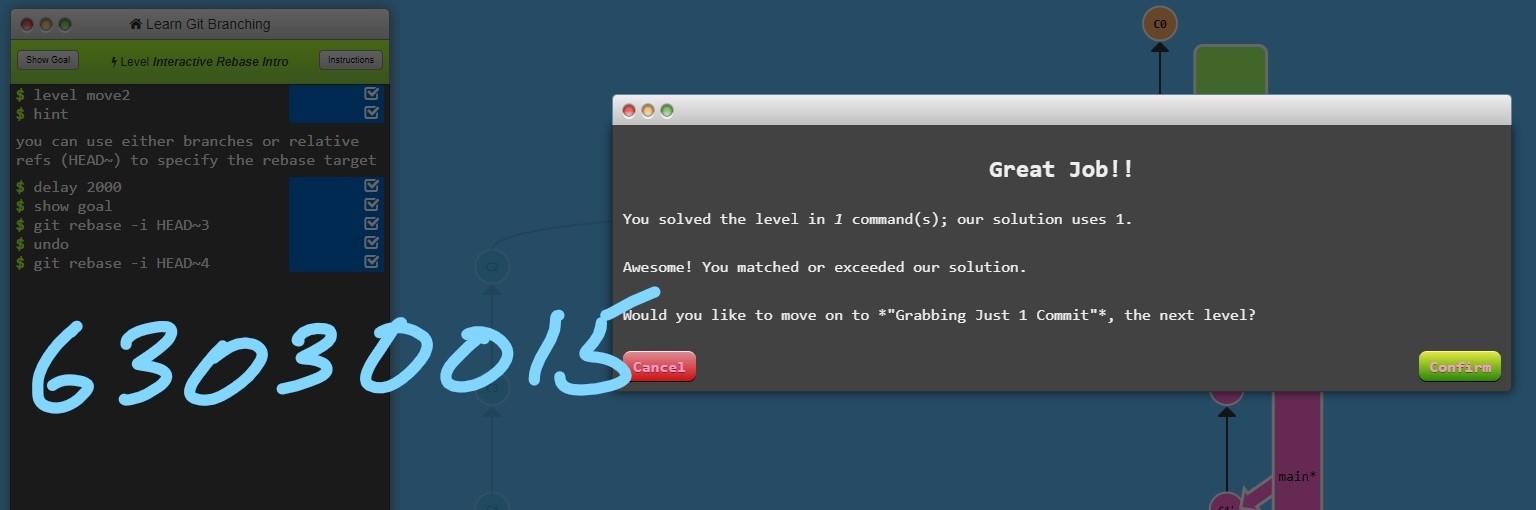 Learn Git Branching
Show Goal
Level Interactive Rebase Intro
Instructions
$ level move2
$ hint
you can use either branches or relative
refs (HEAD~) to specify the rebase target
$ delay 2000
$ show goal
$ git rebase -i HEAD~3
$ undo
$ git rebase -i HEAD~4
63030015
C0
Great Job!!
You solved the level in 1 command(s); our solution uses 1.
Awesome! You matched or exceeded our solution.
Would you like to move on to *"Grabbing Just 1 Commit"*, the next level?
Cancel
Confirm
C2
main*